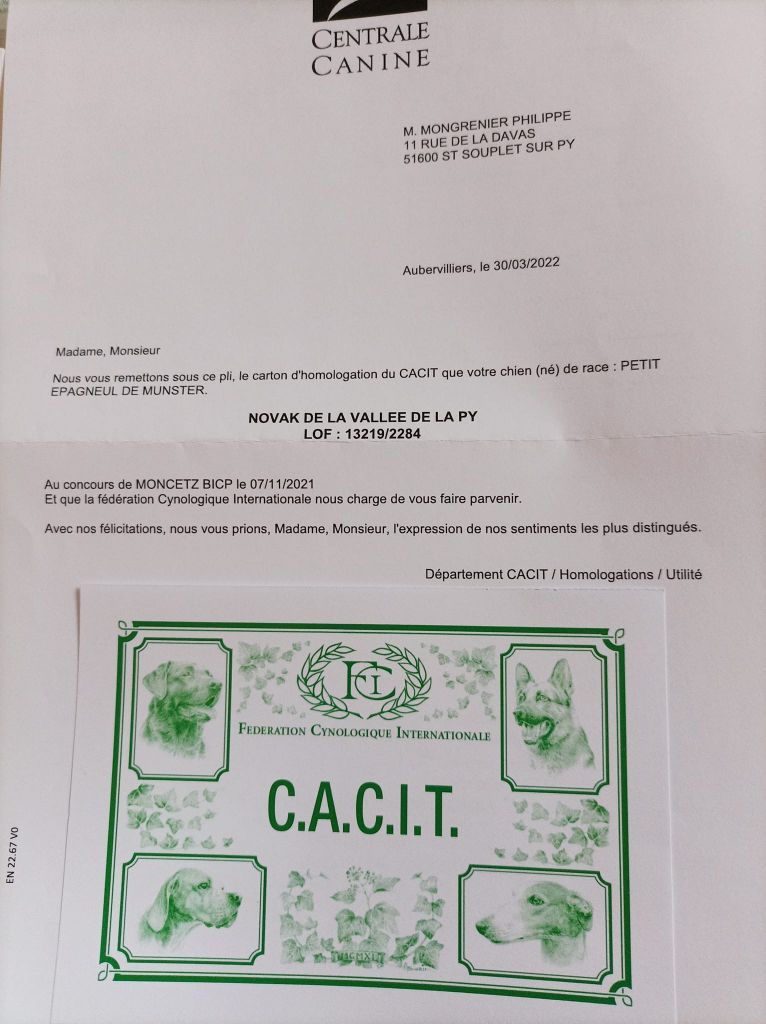 CENTRALE
CANINE
M. MONGRENIER PHILIPPE
11 RUE DE LA DAVAS
51600 ST SOUPLET SUR PY
Aubervilliers, le 30/03/2022
Madame, Monsieur
Nous vous remettons sous ce pli, le carton d'homologation du CACIT que votre chien (né) de race : PETIT
EPAGNEUL DE MUNSTER.
NOVAK DE LA VALLEE DE LA PY
LOF : 13219/2284
Au concours de MONCETZ BICP le 07/11/2021
Et que la fédération Cynologique Internationale nous charge de vous faire parvenir.
Avec nos félicitations, nous vous prions, Madame, Monsieur, l'expression de nos sentiments les plus distingués.
Département CACIT / Homologations / Utilité
FCI
FEDERATION CYNOLOGIQUE INTERNATIONALE
C.A.C.I.T.
EN 22.67 V0